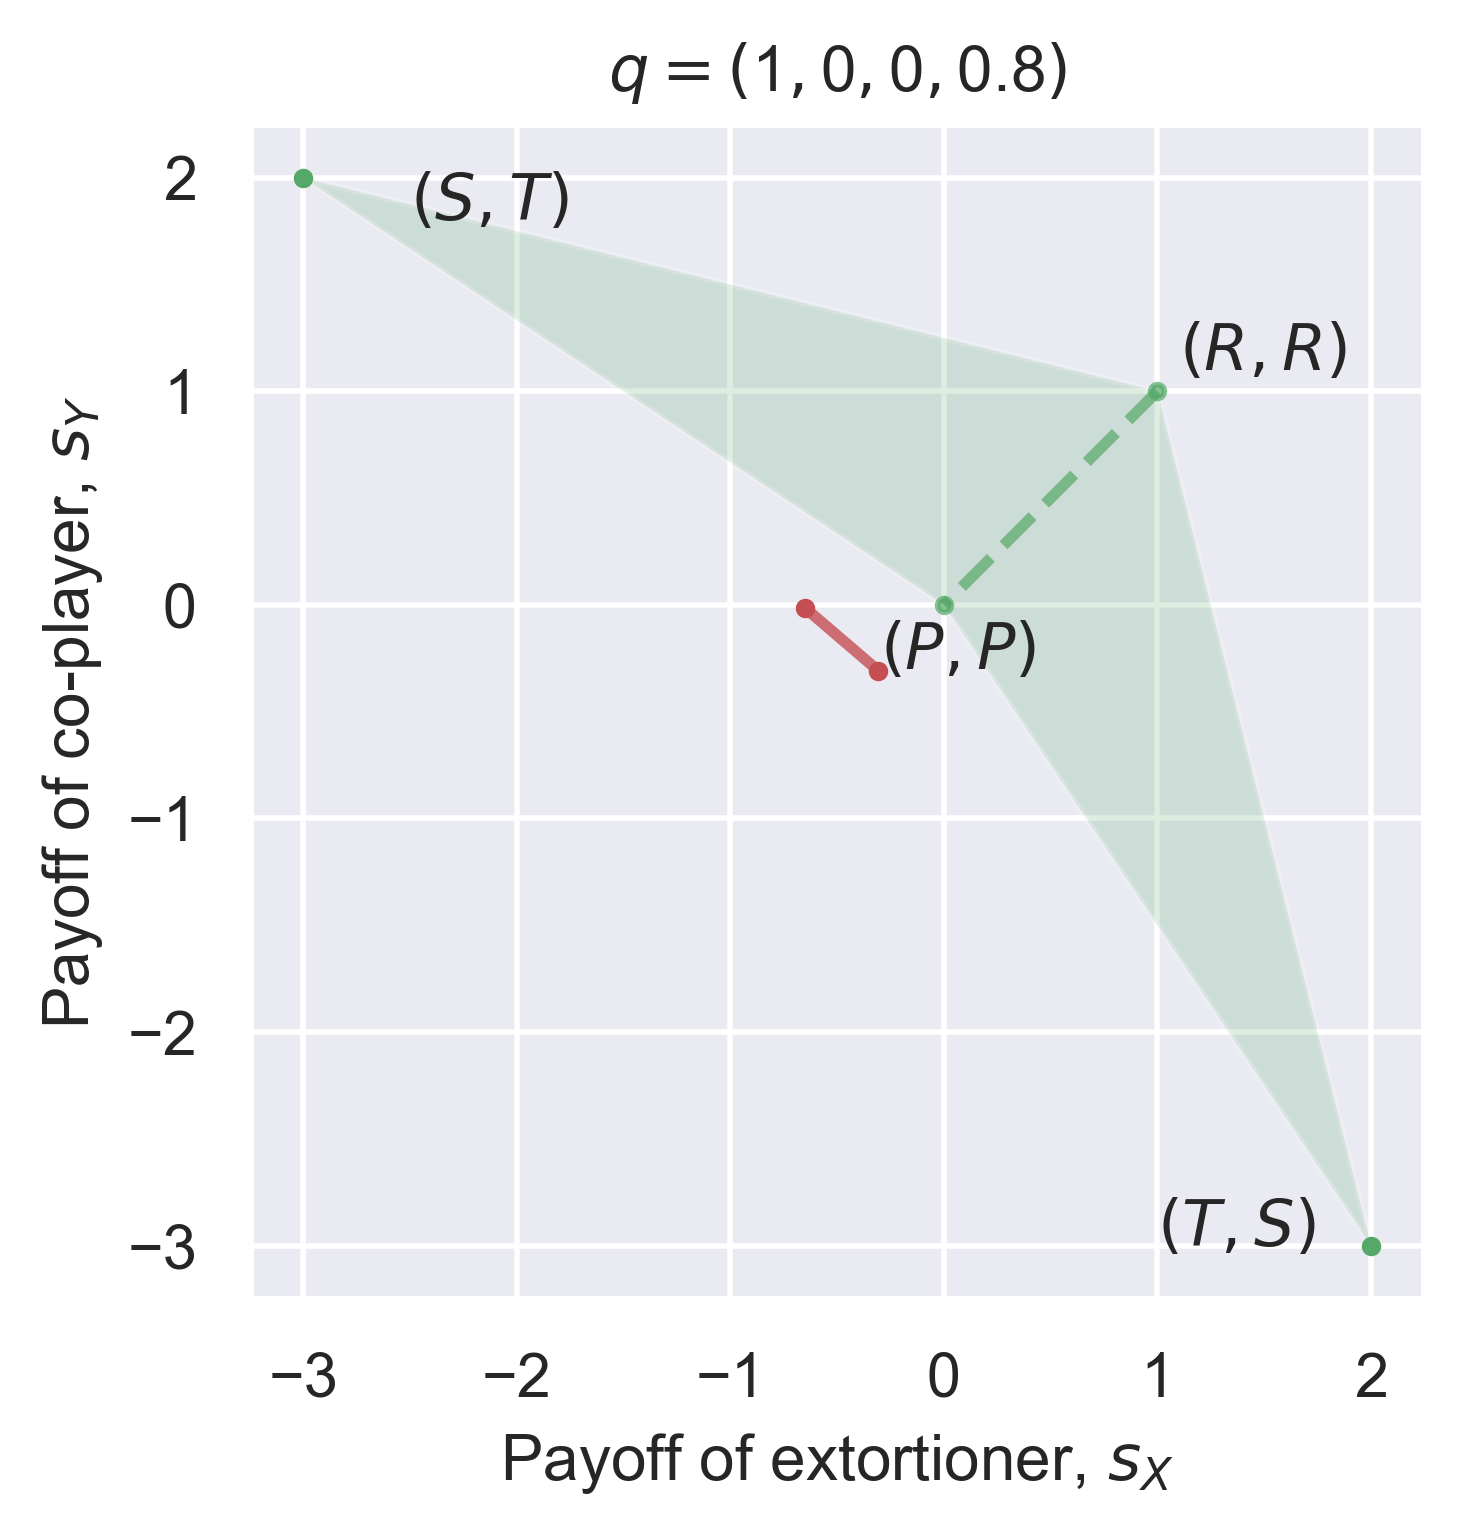 q = (1, 0, 0, 0.8)
2
(S, T)
(R, R)
1
0
(P, P)
−1
−2
(T, S)
−3
−3 −2 −1 0 1 2
Payoff of extortioner, s_X
Payoff of co-player, s_Y